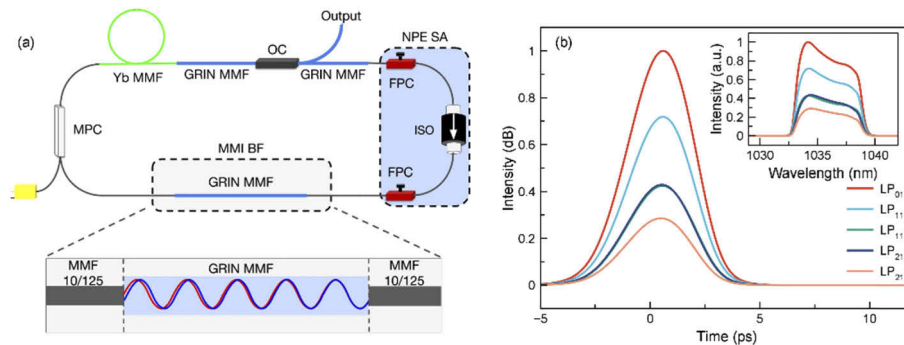 (a)
Output
OC
NPE SA
Yb MMF
GRIN MMF
GRIN MMF
FPC
MPC
ISO
MMI BF
GRIN MMF
FPC
MMF
10/125
GRIN MMF
MMF
10/125
(b)
Intensity (dB)
1
0.8
0.6
0.4
0.2
0
-5
0
5
10
Time (ps)
Intensity (a.u.)
1
0.8
0.6
0.4
0.2
0
1030
1035
1040
Wavelength (nm)
LP01
LP11
LP11
LP21
LP21